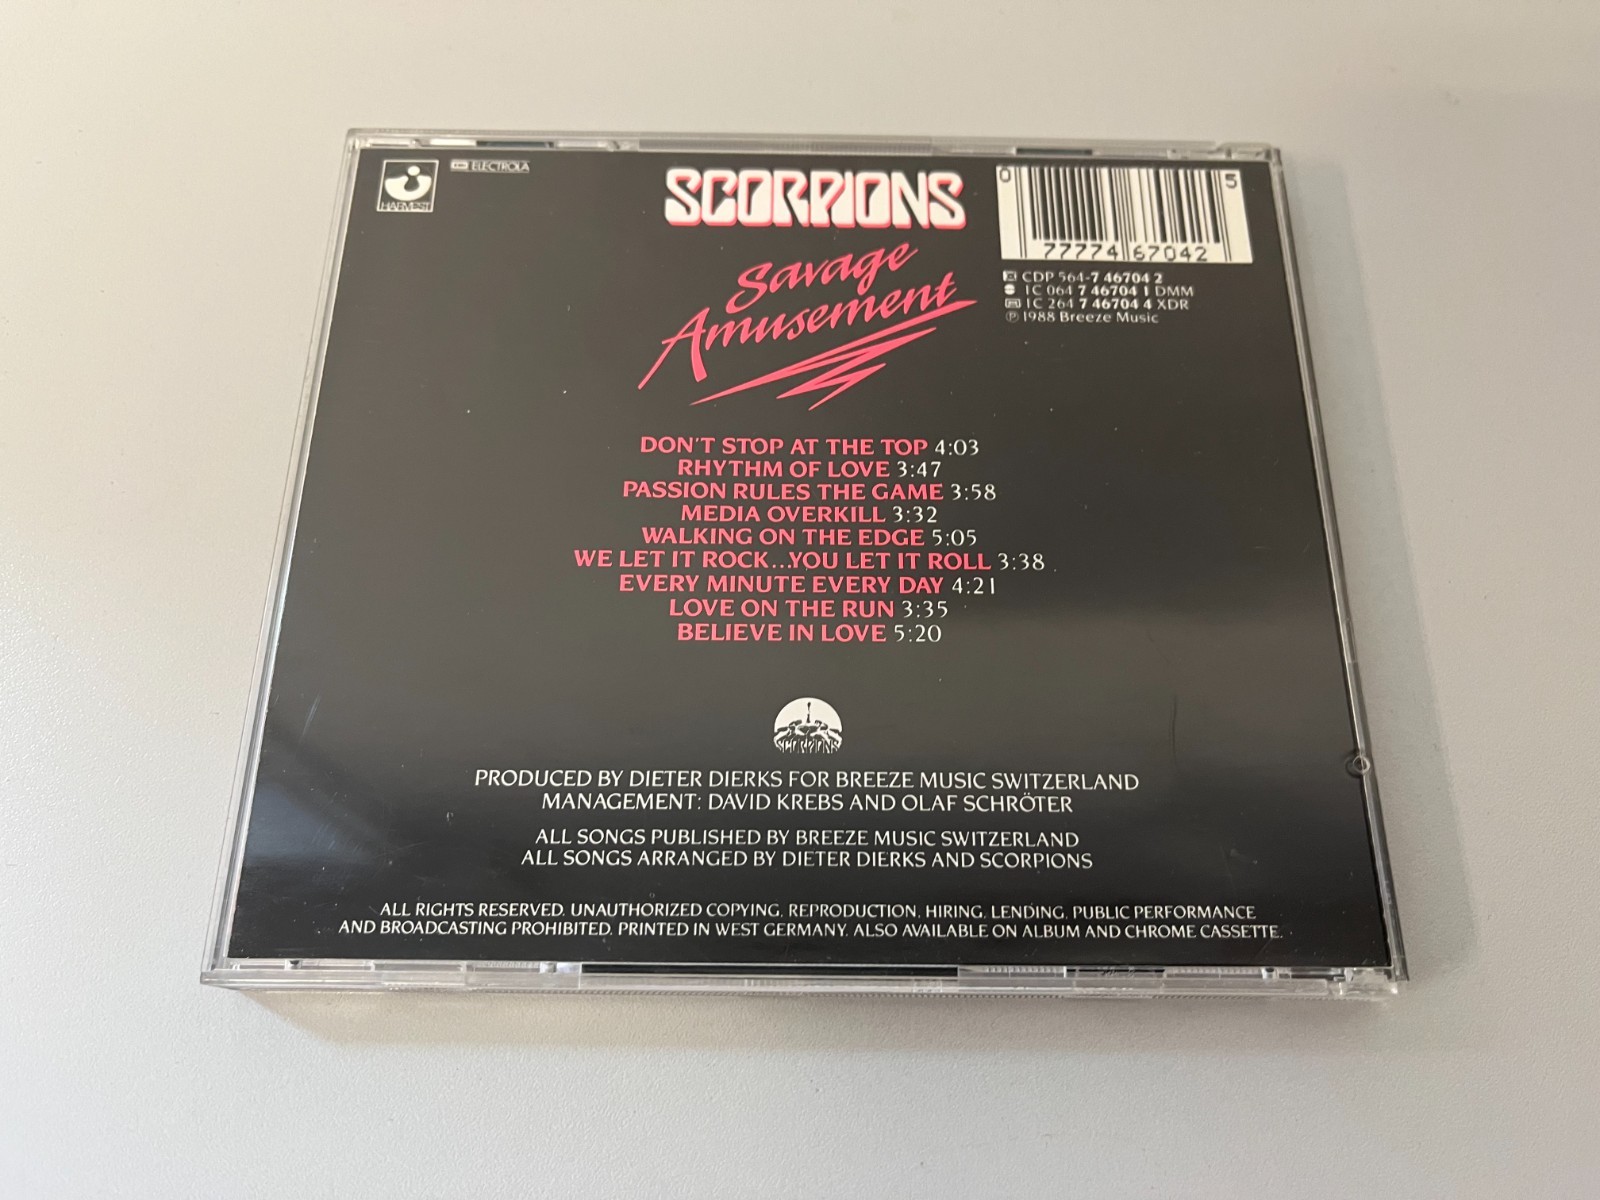 HARVEST
EMI ELECTROLA
SCORPIONS
Savage
Amusement
0 77774 67042 5
CDP 564-7 46704 2
1C 064 7 46704 1 DMM
1C 264 7 46704 4 XDR
℗ 1988 Breeze Music
DON'T STOP AT THE TOP 4:03
RHYTHM OF LOVE 3:47
PASSION RULES THE GAME 3:58
MEDIA OVERKILL 3:32
WALKING ON THE EDGE 5:05
WE LET IT ROCK...YOU LET IT ROLL 3:38
EVERY MINUTE EVERY DAY 4:21
LOVE ON THE RUN 3:35
BELIEVE IN LOVE 5:20
SCORPIONS
PRODUCED BY DIETER DIERKS FOR BREEZE MUSIC SWITZERLAND
MANAGEMENT: DAVID KREBS AND OLAF SCHRÖTER
ALL SONGS PUBLISHED BY BREEZE MUSIC SWITZERLAND
ALL SONGS ARRANGED BY DIETER DIERKS AND SCORPIONS
ALL RIGHTS RESERVED. UNAUTHORIZED COPYING, REPRODUCTION, HIRING, LENDING, PUBLIC PERFORMANCE
AND BROADCASTING PROHIBITED. PRINTED IN WEST GERMANY. ALSO AVAILABLE ON ALBUM AND CHROME CASSETTE.